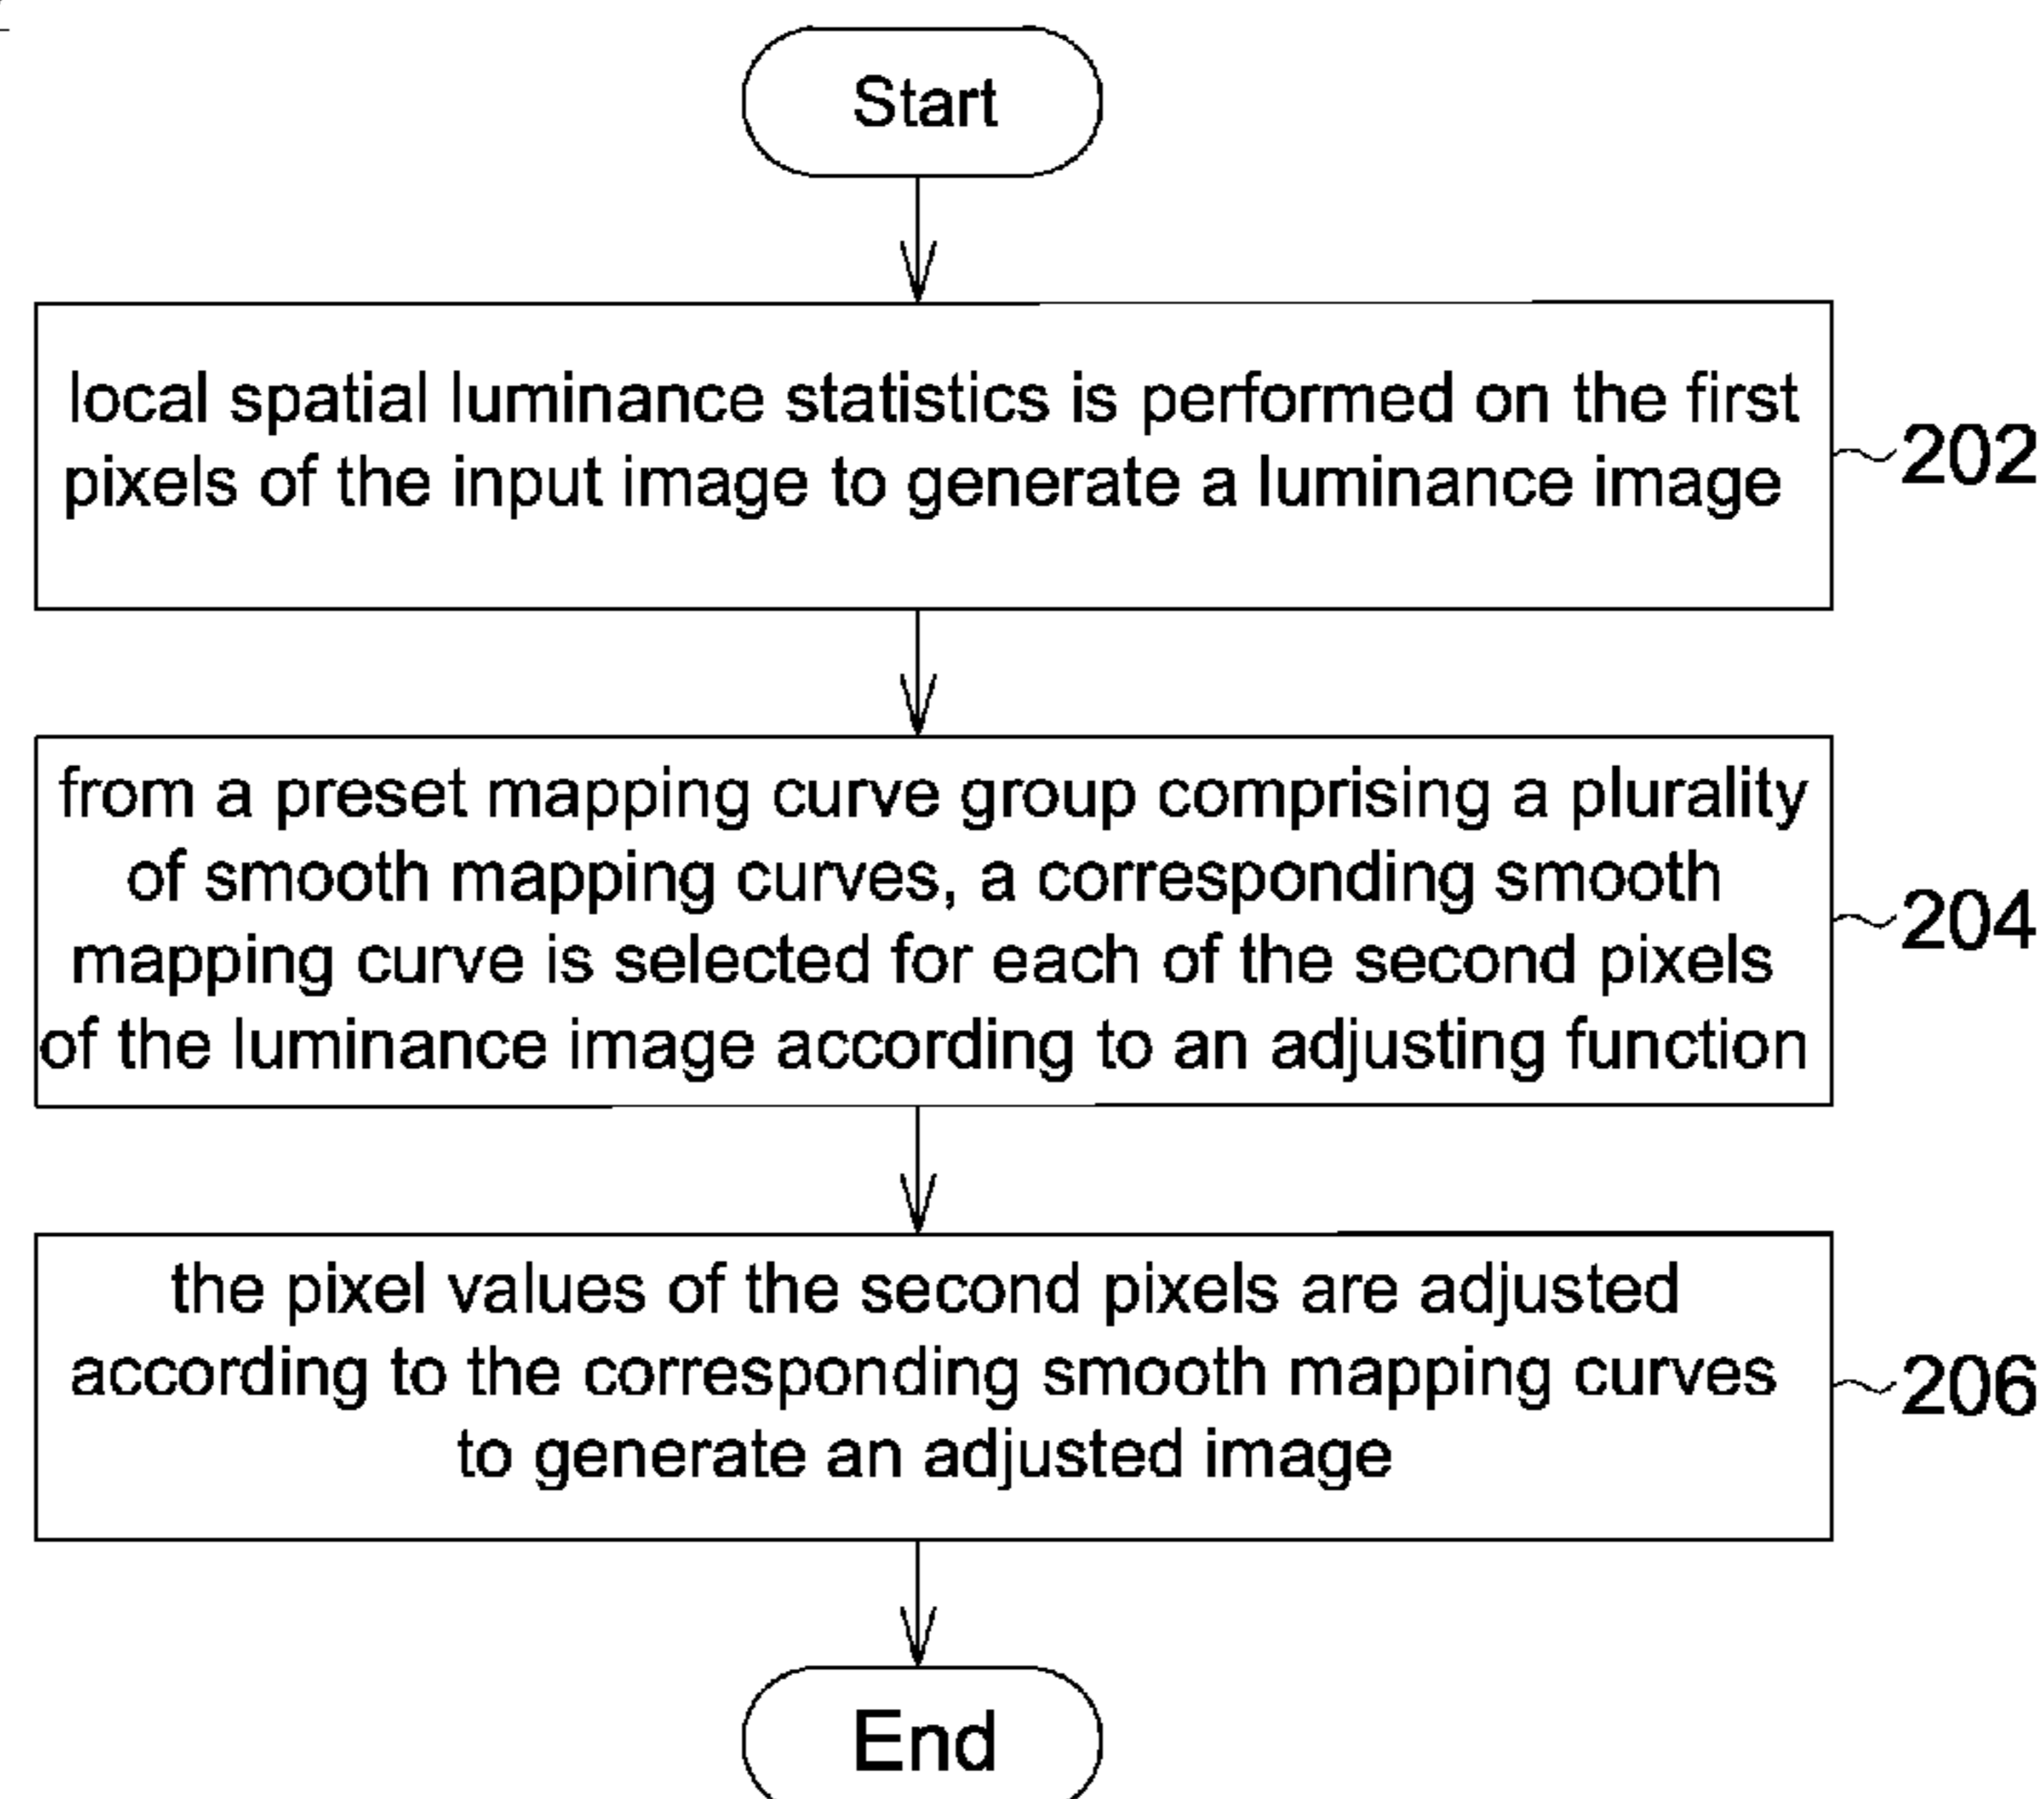 Start
local spatial luminance statistics is performed on the first
pixels of the input image to generate a luminance image
202
from a preset mapping curve group comprising a plurality
of smooth mapping curves, a corresponding smooth
mapping curve is selected for each of the second pixels
of the luminance image according to an adjusting function
204
the pixel values of the second pixels are adjusted
according to the corresponding smooth mapping curves
to generate an adjusted image
206
End